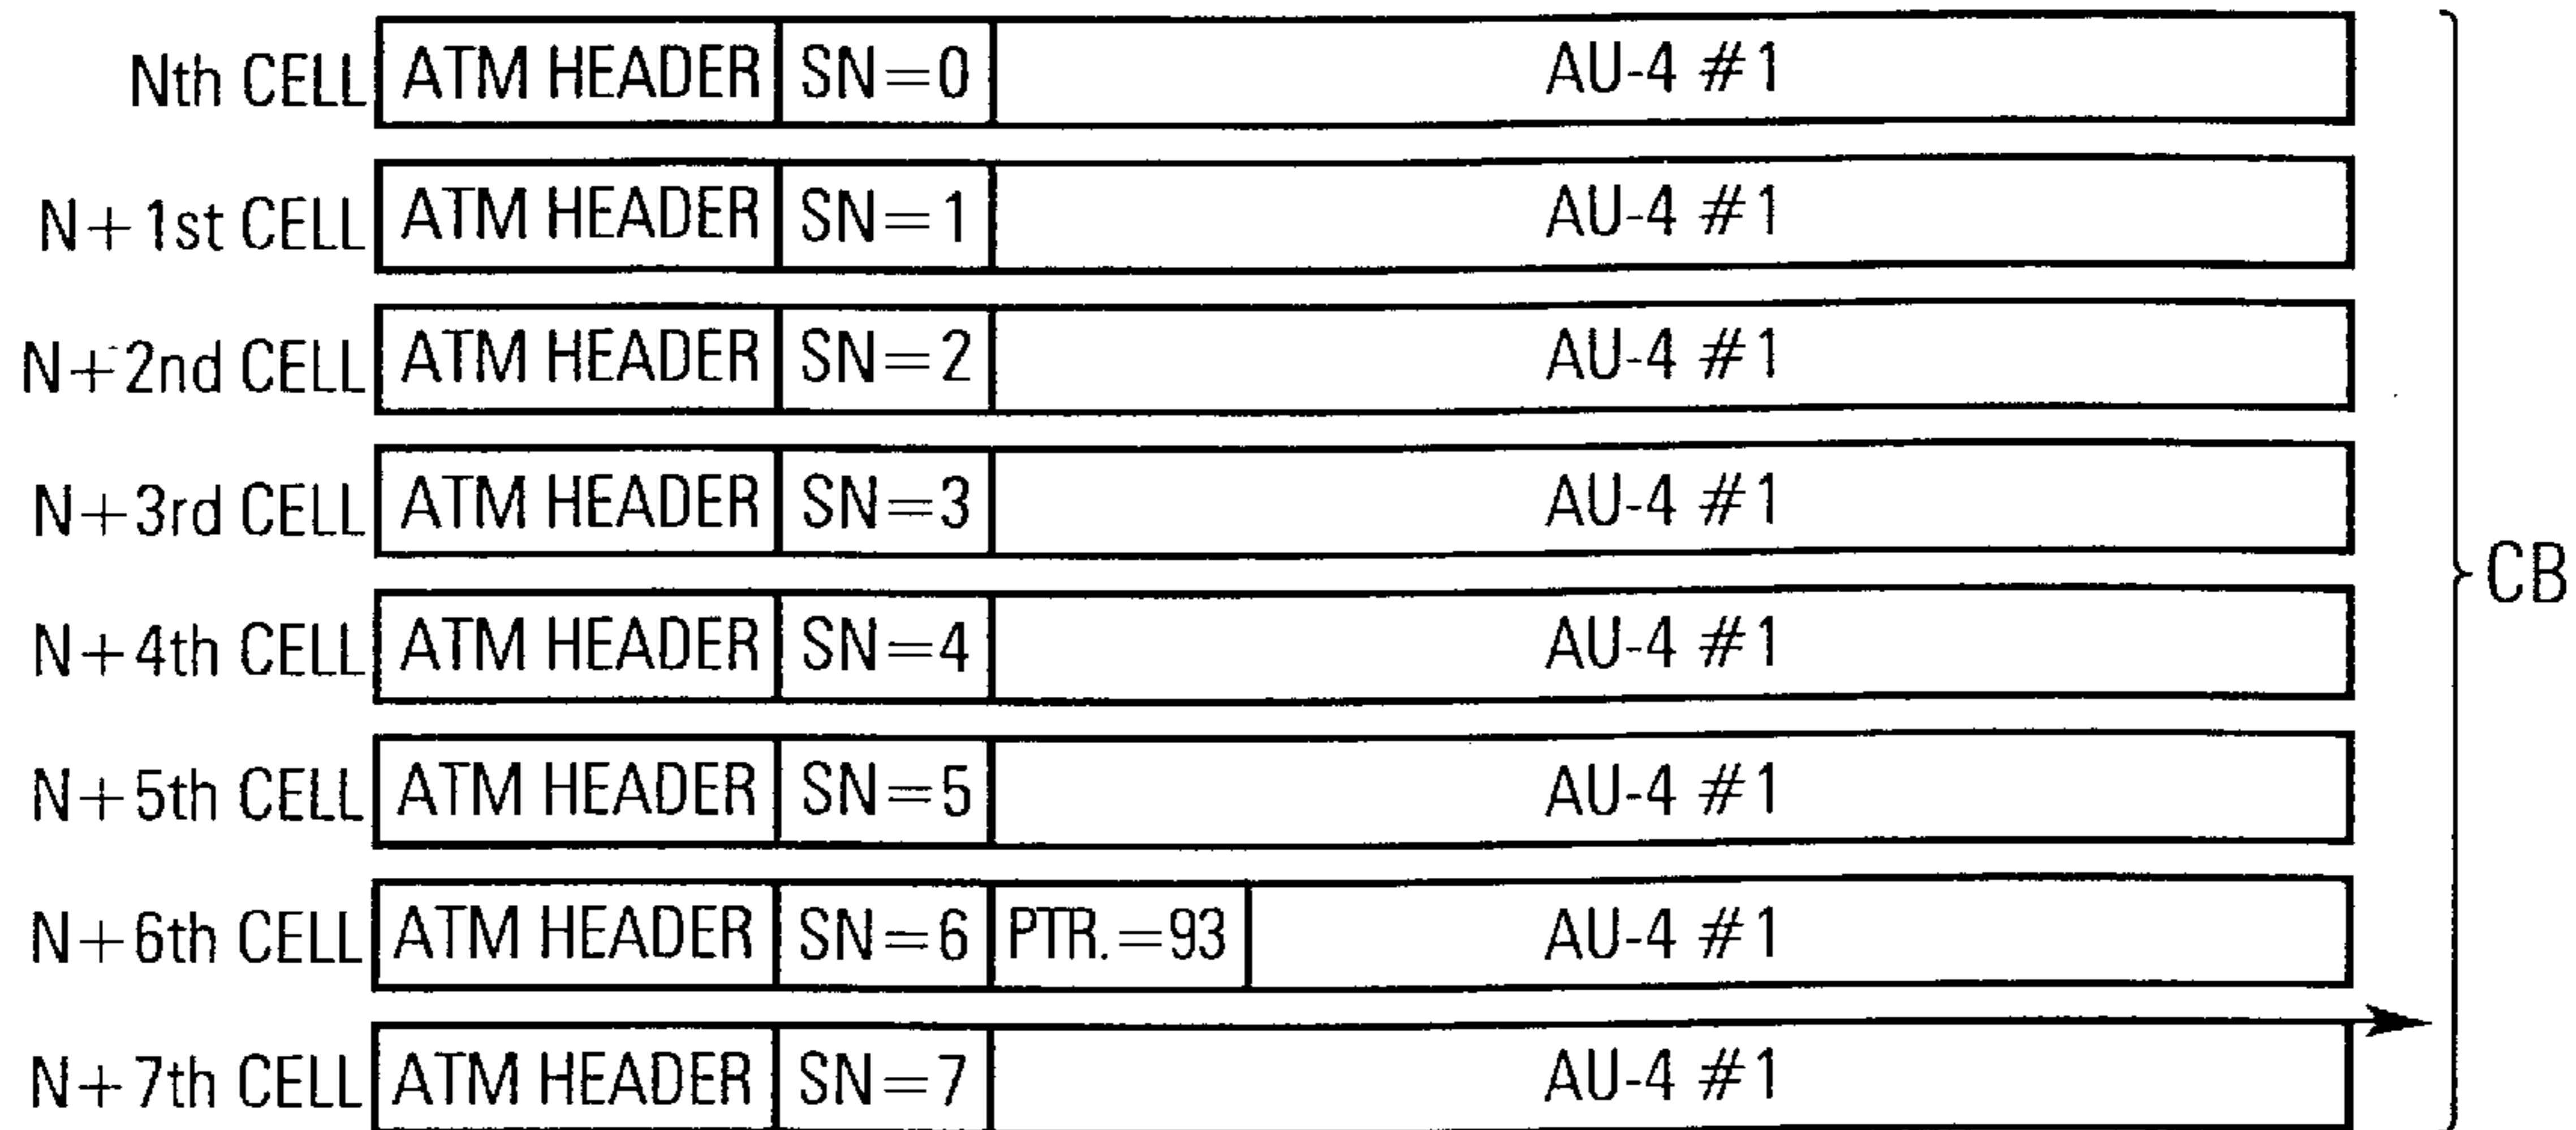 Nth CELL ATM HEADER SN=0 AU-4 #1
N+1st CELL ATM HEADER SN=1 AU-4 #1
N+2nd CELL ATM HEADER SN=2 AU-4 #1
N+3rd CELL ATM HEADER SN=3 AU-4 #1
N+4th CELL ATM HEADER SN=4 AU-4 #1
N+5th CELL ATM HEADER SN=5 AU-4 #1
N+6th CELL ATM HEADER SN=6 PTR.=93 AU-4 #1
N+7th CELL ATM HEADER SN=7 AU-4 #1
CB